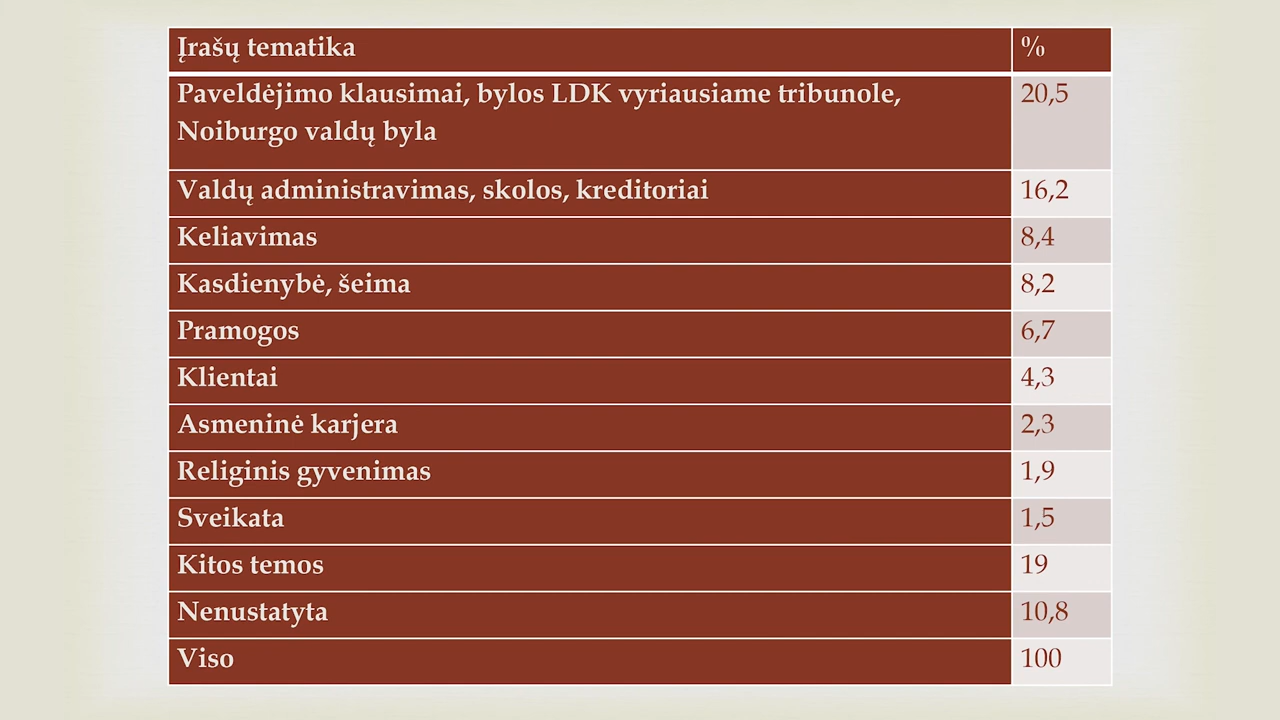 Įrašų tematika %
Paveldėjimo klausimai, bylos LDK vyriausiame tribunole, 20,5
Noiburgo valdų byla
Valdų administravimas, skolos, kreditoriai 16,2
Keliavimas 8,4
Kasdienybė, šeima 8,2
Pramogos 6,7
Klientai 4,3
Asmeninė karjera 2,3
Religinis gyvenimas 1,9
Sveikata 1,5
Kitos temos 19
Nenustatyta 10,8
Viso 100